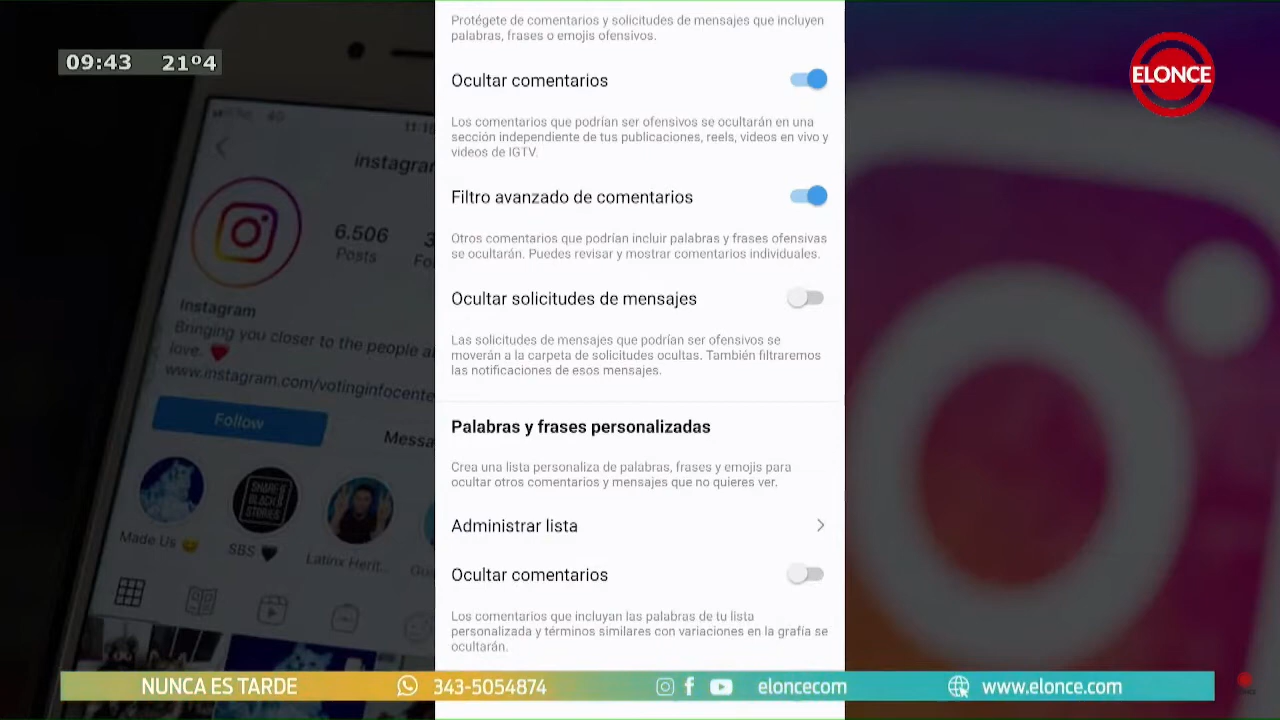 09:43 21º4
ELONCE
Protégete de comentarios y solicitudes de mensajes que incluyen
palabras, frases o emojis ofensivos.
Ocultar comentarios
Los comentarios que podrían ser ofensivos se ocultarán en una
sección independiente de tus publicaciones, reels, videos en vivo y
videos de IGTV.
Filtro avanzado de comentarios
Otros comentarios que podrían incluir palabras y frases ofensivas
se ocultarán. Puedes revisar y mostrar comentarios individuales.
Ocultar solicitudes de mensajes
Las solicitudes de mensajes que podrían ser ofensivos se
moverán a la carpeta de solicitudes ocultas. También filtraremos
las notificaciones de esos mensajes.
Palabras y frases personalizadas
Crea una lista personaliza de palabras, frases y emojis para
ocultar otros comentarios y mensajes que no quieres ver.
Administrar lista
Ocultar comentarios
Los comentarios que incluyan las palabras de tu lista
personalizada y términos similares con variaciones en la grafía se
ocultarán.
instagram
6.506
Posts
Instagram
Bringing you closer to the people
love.
www.instagram.com/votinginfocente
Follow
Messa
SHARE
BLACK
STORIES
Made Us
SBS
Latinx Herit...
NUNCA ES TARDE
343-5054874
eloncecom
www.elonce.com